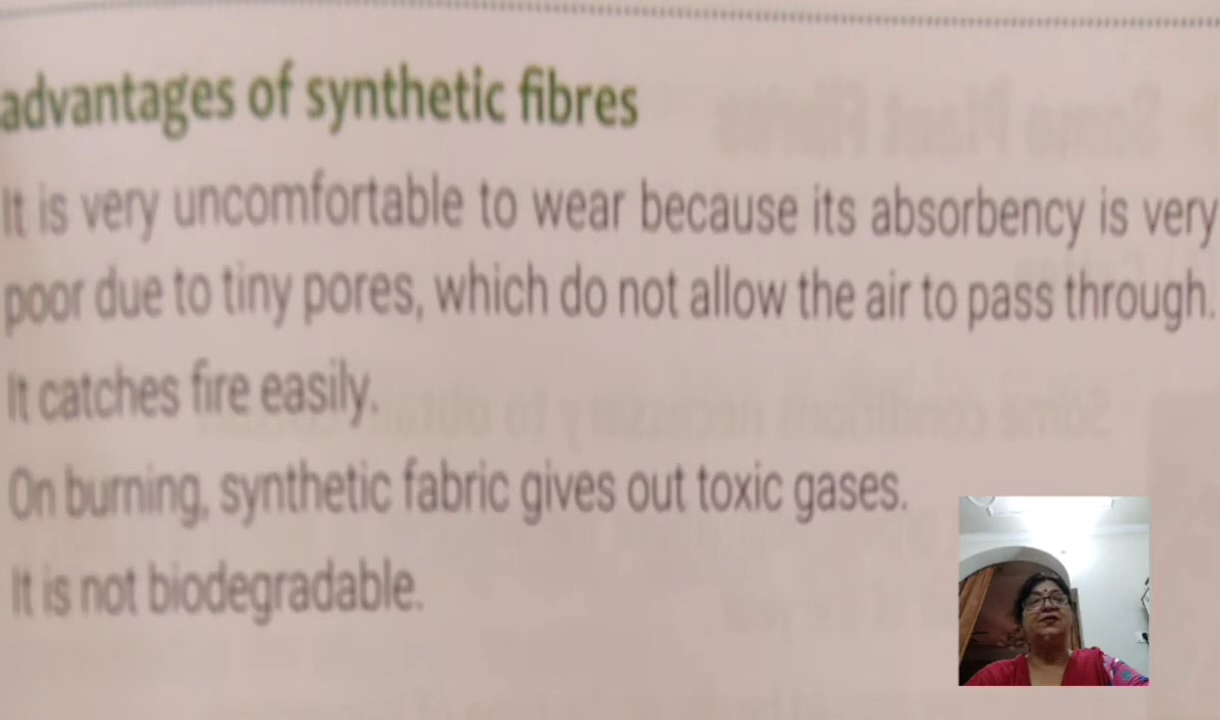 advantages of synthetic fibres
It is very uncomfortable to wear because its absorbency is very
poor due to tiny pores, which do not allow the air to pass through.
It catches fire easily.
On burning, synthetic fabric gives out toxic gases.
It is not biodegradable.